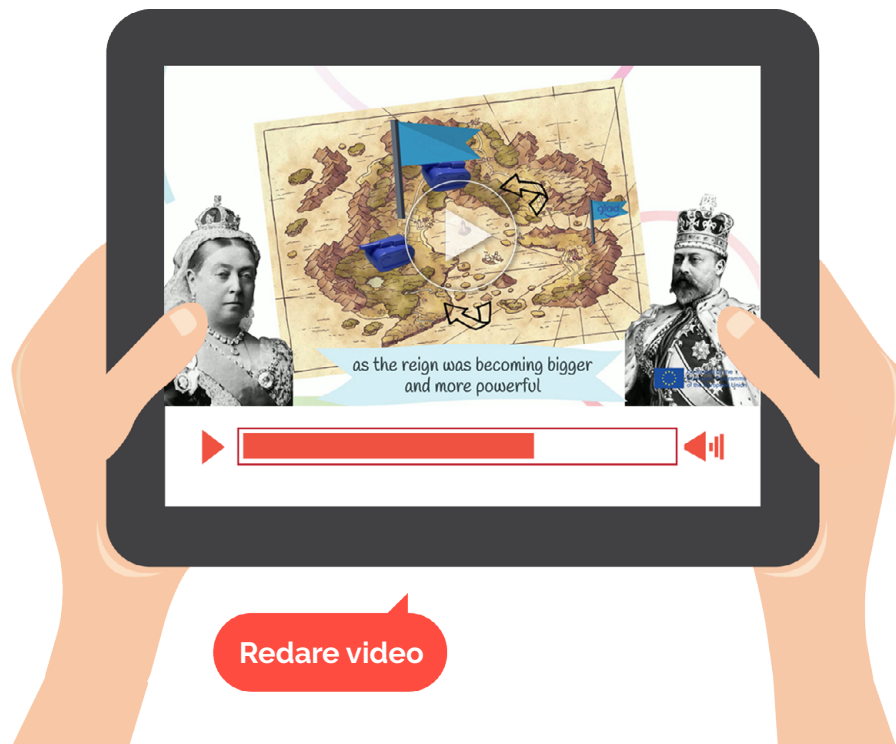 as the reign was becoming bigger
and more powerful
Redare video